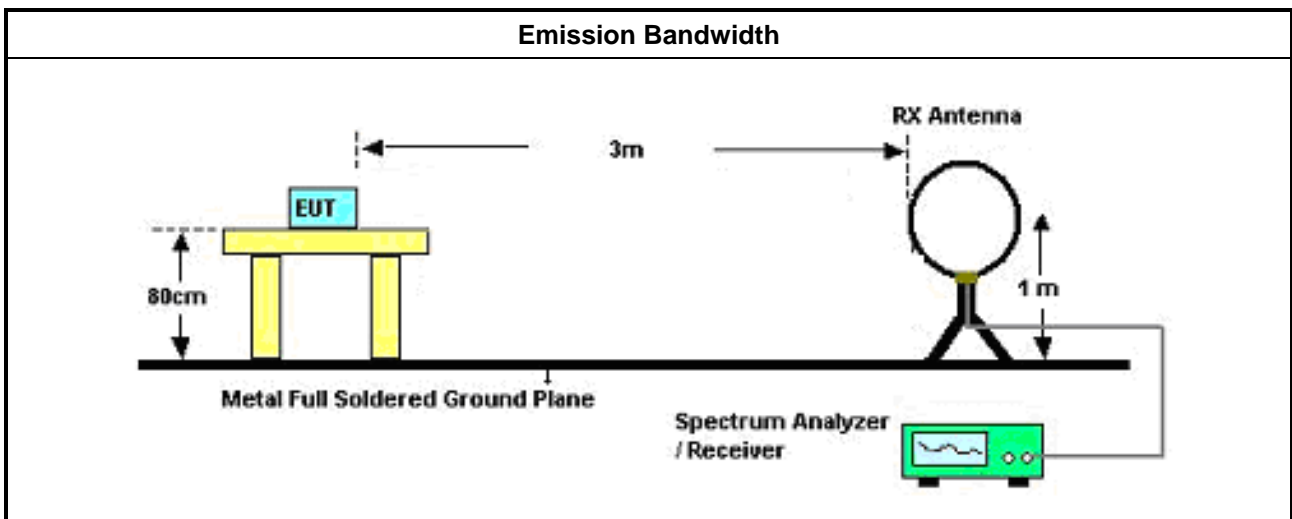 Emission Bandwidth
RX Antenna
3m
EUT
80cm
1 m
Metal Full Soldered Ground Plane
Spectrum Analyzer
/ Receiver